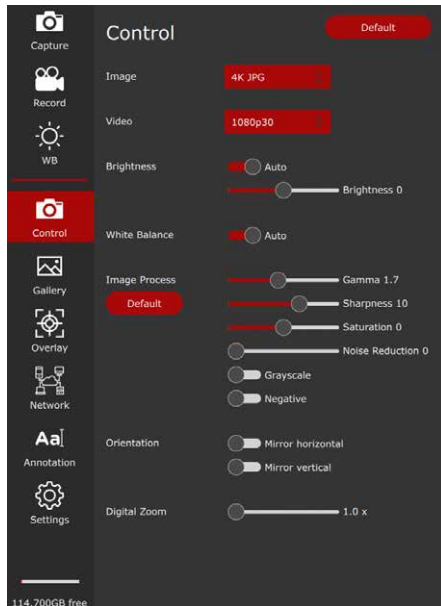 Capture
Record
WB
Control
Gallery
Overlay
Network
Aa
Annotation
Settings
114.700GB free
Control
Default
Image
4K JPG
Video
1080p30
Brightness
Auto
Brightness 0
White Balance
Auto
Image Process
Default
Gamma 1.7
Sharpness 10
Saturation 0
Noise Reduction 0
Grayscale
Negative
Orientation
Mirror horizontal
Mirror vertical
Digital Zoom
1.0 x